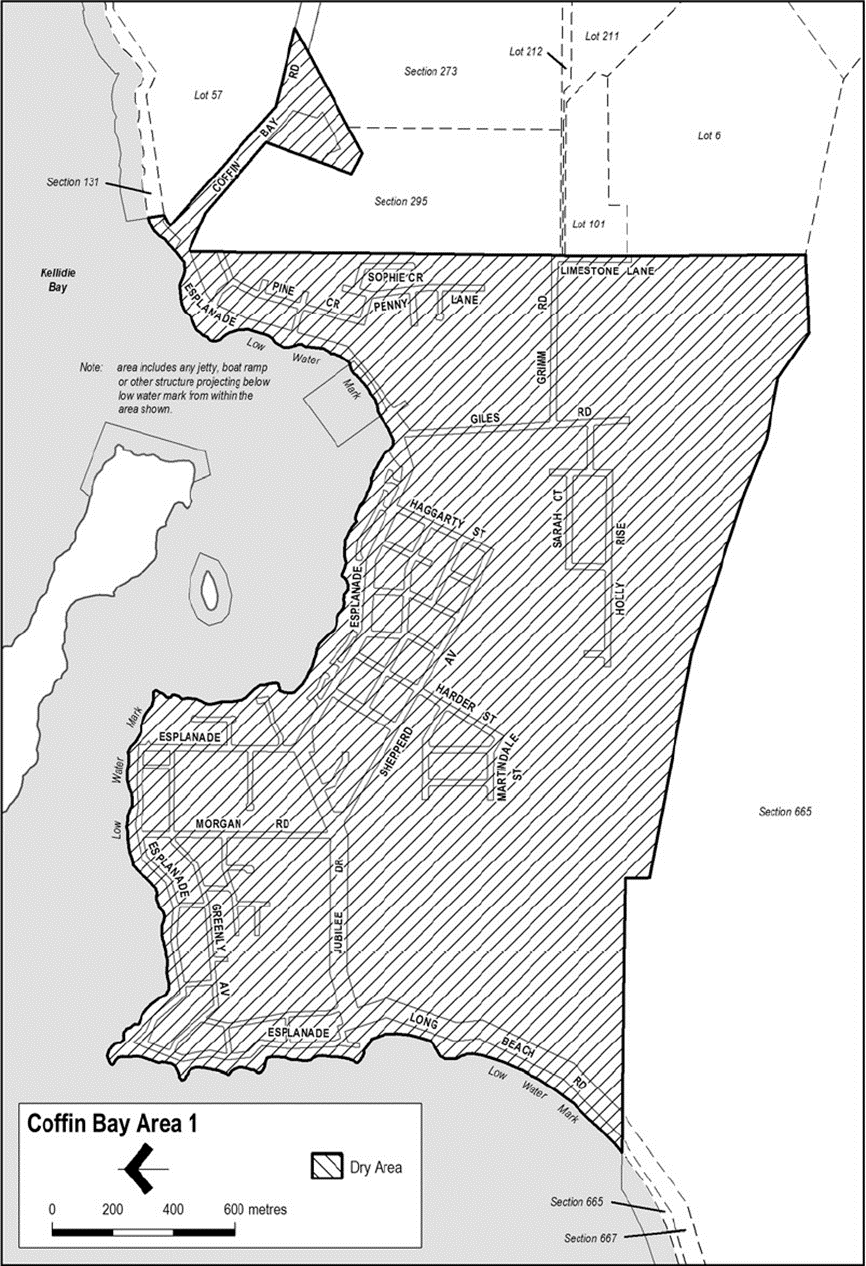 Lot 211
Lot 212
Section 273
Lot 57
RD
Lot 6
BAY
COFFIN
Section 131
Section 295
Lot 101
Kellidie
Bay
SOPHIE CR
LIMESTONE LANE
PINE
CR
PENNY
LANE
ESPLANADE
RD
Low
Water
Mark
GRIMM
Note: area includes any jetty, boat ramp
or other structure projecting below
low water mark from within the
area shown.
GILES
RD
HAGGARTY ST
SARAH CT
RISE
HOLLY
ESPLANADE
AV
HARDER ST
SHEPPERD
MARTINDALE
ST
Mark
ESPLANADE
Water
Low
MORGAN
RD
Section 665
ESPLANADE
DR
GREENLY
JUBILEE
AV
ESPLANADE
LONG
BEACH
RD
Low
Water
Mark
Coffin Bay Area 1
Dry Area
0 200 400 600 metres
Section 665
Section 667